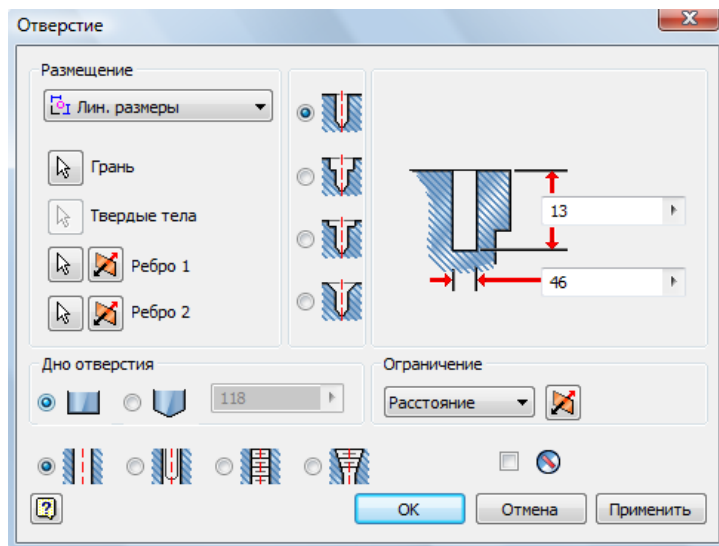 Отверстие
Размещение
Лин. размеры
Грань
Твердые тела
Ребро 1
Ребро 2
13
46
Дно отверстия
118
Ограничение
Расстояние
OK
Отмена
Применить